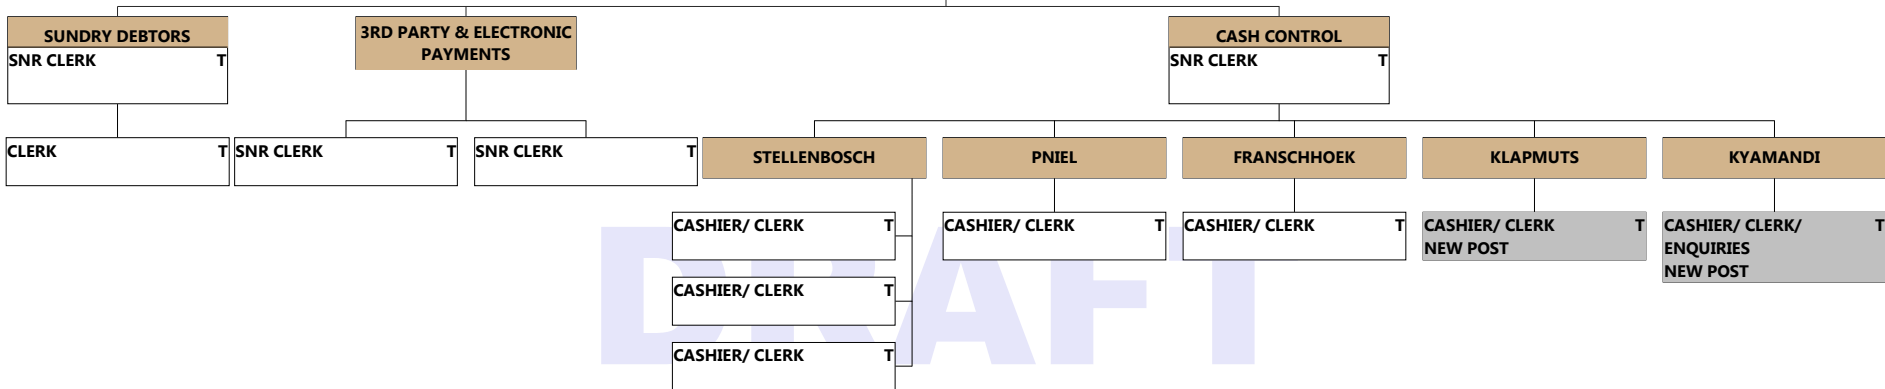 SUNDRY DEBTORS
SNR CLERK T
3RD PARTY & ELECTRONIC
PAYMENTS
CASH CONTROL
SNR CLERK T
CLERK T
SNR CLERK T
SNR CLERK T
STELLENBOSCH
PNIEL
FRANSCHHOEK
KLAPMUTS
KYAMANDI
CASHIER/ CLERK T
CASHIER/ CLERK T
CASHIER/ CLERK T
CASHIER/ CLERK T
NEW POST
CASHIER/ CLERK/ T
ENQUIRIES
NEW POST
CASHIER/ CLERK T
CASHIER/ CLERK T
DRAFT